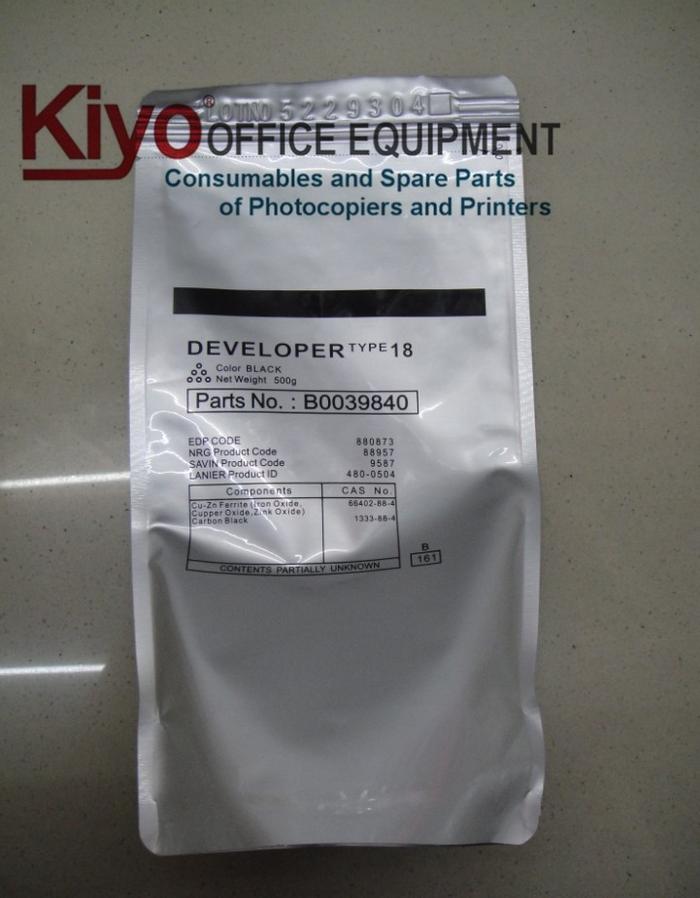 LOTNO 5229304
Kiyo®
OFFICE EQUIPMENT
Consumables and Spare Parts
of Photocopiers and Printers
DEVELOPER TYPE 18
Color BLACK
Net Weight 500g
Parts No. : B0039840
EDP CODE 880873
NRG Product Code 88957
SAVIN Product Code 9587
LANIER Product ID 480-0504
Components CAS No.
Cu-Zn Ferrite (Iron Oxide, 66402-68-4
Cupper Oxide,Zink Oxide)
Carbon Black 1333-86-4
CONTENTS PARTIALLY UNKNOWN
B
161